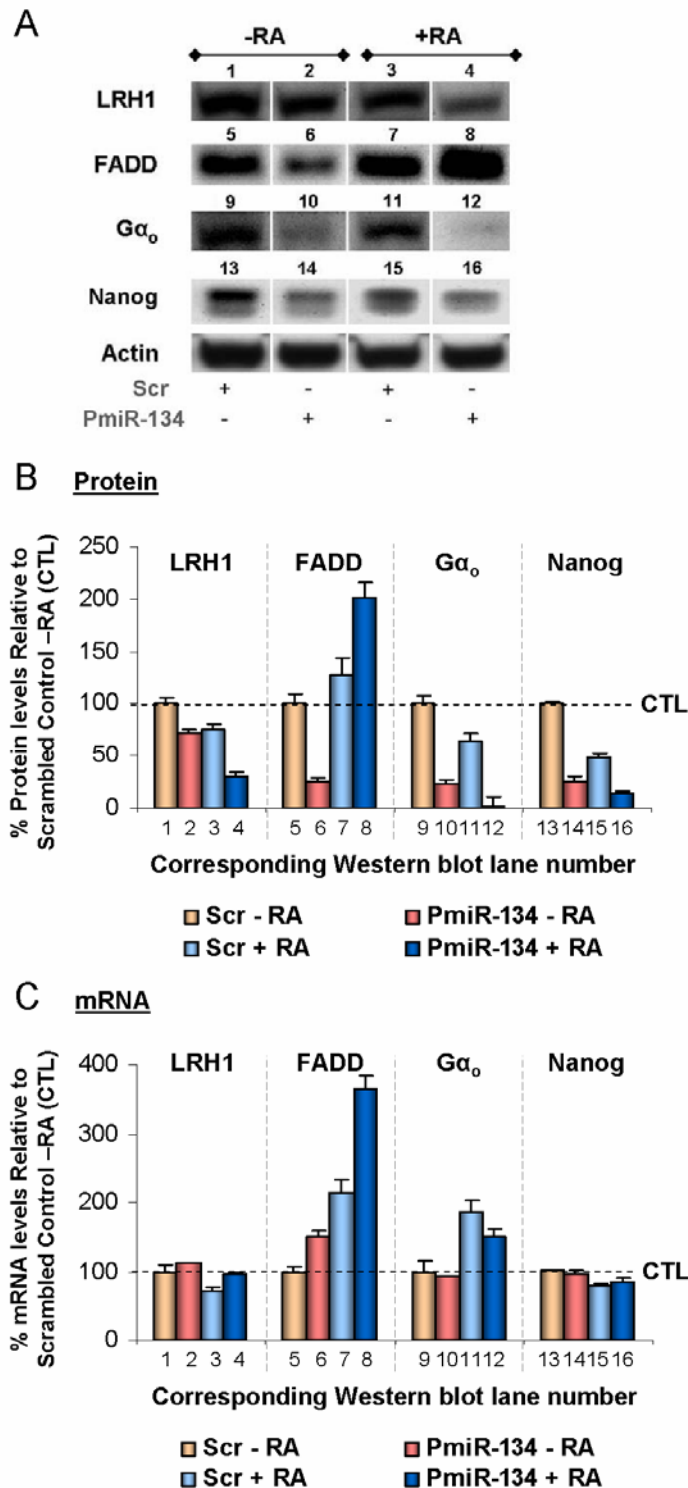 A
-RA +RA
1 2 3 4
LRH1
5 6 7 8
FADD
9 10 11 12
Gαo
13 14 15 16
Nanog
Actin
Scr + - + -
PmiR-134 - + - +
B Protein
% Protein levels Relative to
Scrambled Control –RA (CTL)
250
200
150
100
50
0
LRH1 FADD Gαo Nanog
CTL
1 2 3 4 5 6 7 8 9 10 11 12 13 14 15 16
Corresponding Western blot lane number
Scr - RA PmiR-134 - RA
Scr + RA PmiR-134 + RA
C mRNA
% mRNA levels Relative to
Scrambled Control –RA (CTL)
400
300
200
100
0
LRH1 FADD Gαo Nanog
CTL
1 2 3 4 5 6 7 8 9 10 11 12 13 14 15 16
Corresponding Western blot lane number
Scr - RA PmiR-134 - RA
Scr + RA PmiR-134 + RA